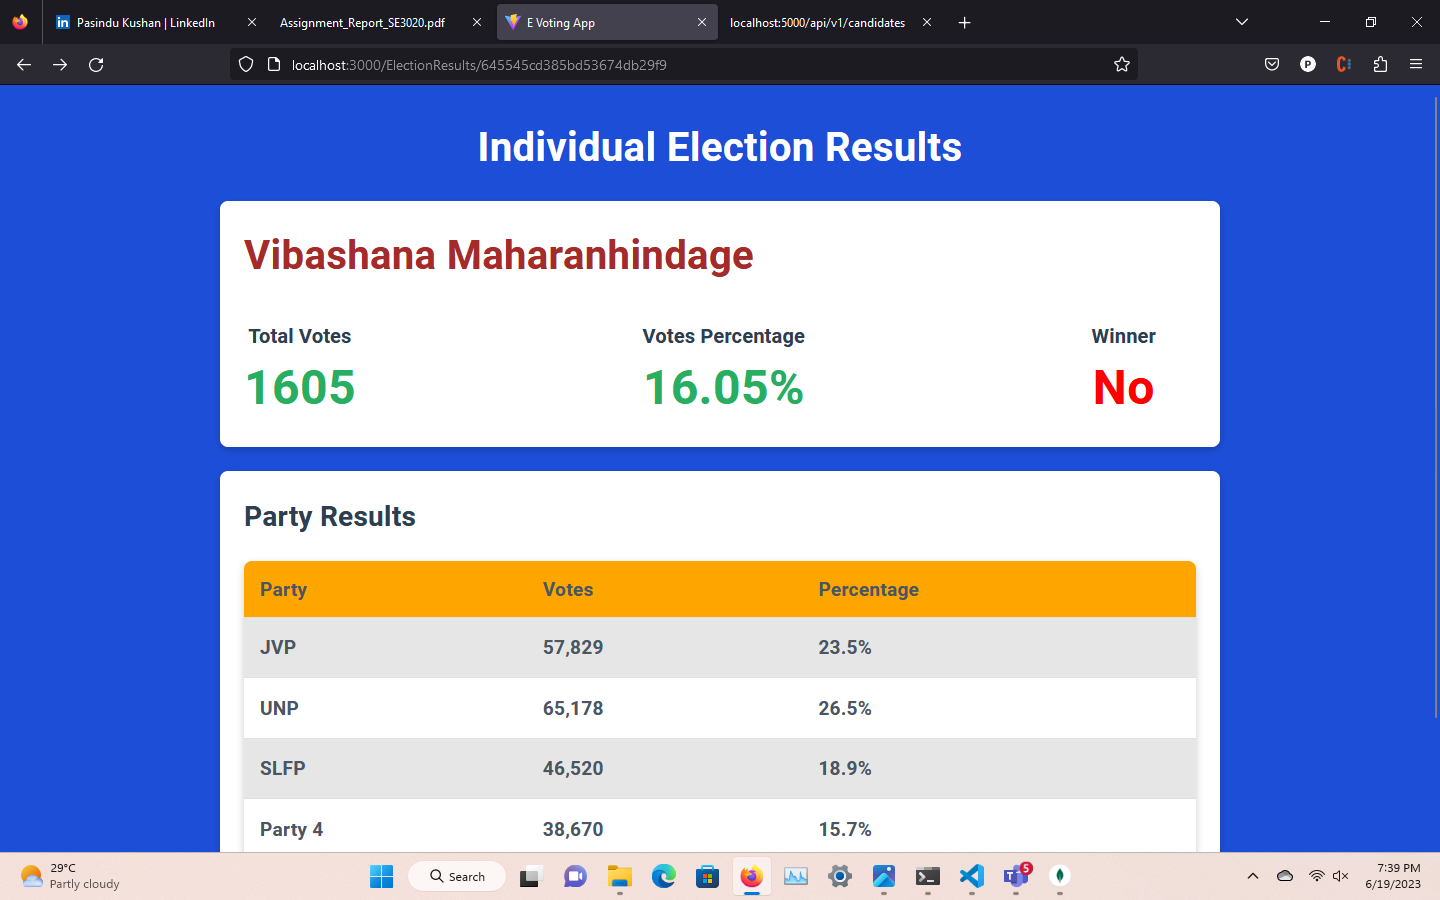 Pasindu Kushan | LinkedIn
Assignment_Report_SE3020.pdf
E Voting App
localhost:5000/api/v1/candidates
localhost:3000/ElectionResults/645545cd385bd53674db29f9
Individual Election Results
Vibashana Maharanhindage
Total Votes Votes Percentage Winner
1605 16.05% No
Party Results
Party Votes Percentage
JVP 57,829 23.5%
UNP 65,178 26.5%
SLFP 46,520 18.9%
Party 4 38,670 15.7%
29°C
Partly cloudy
Search
5
7:39 PM
6/19/2023